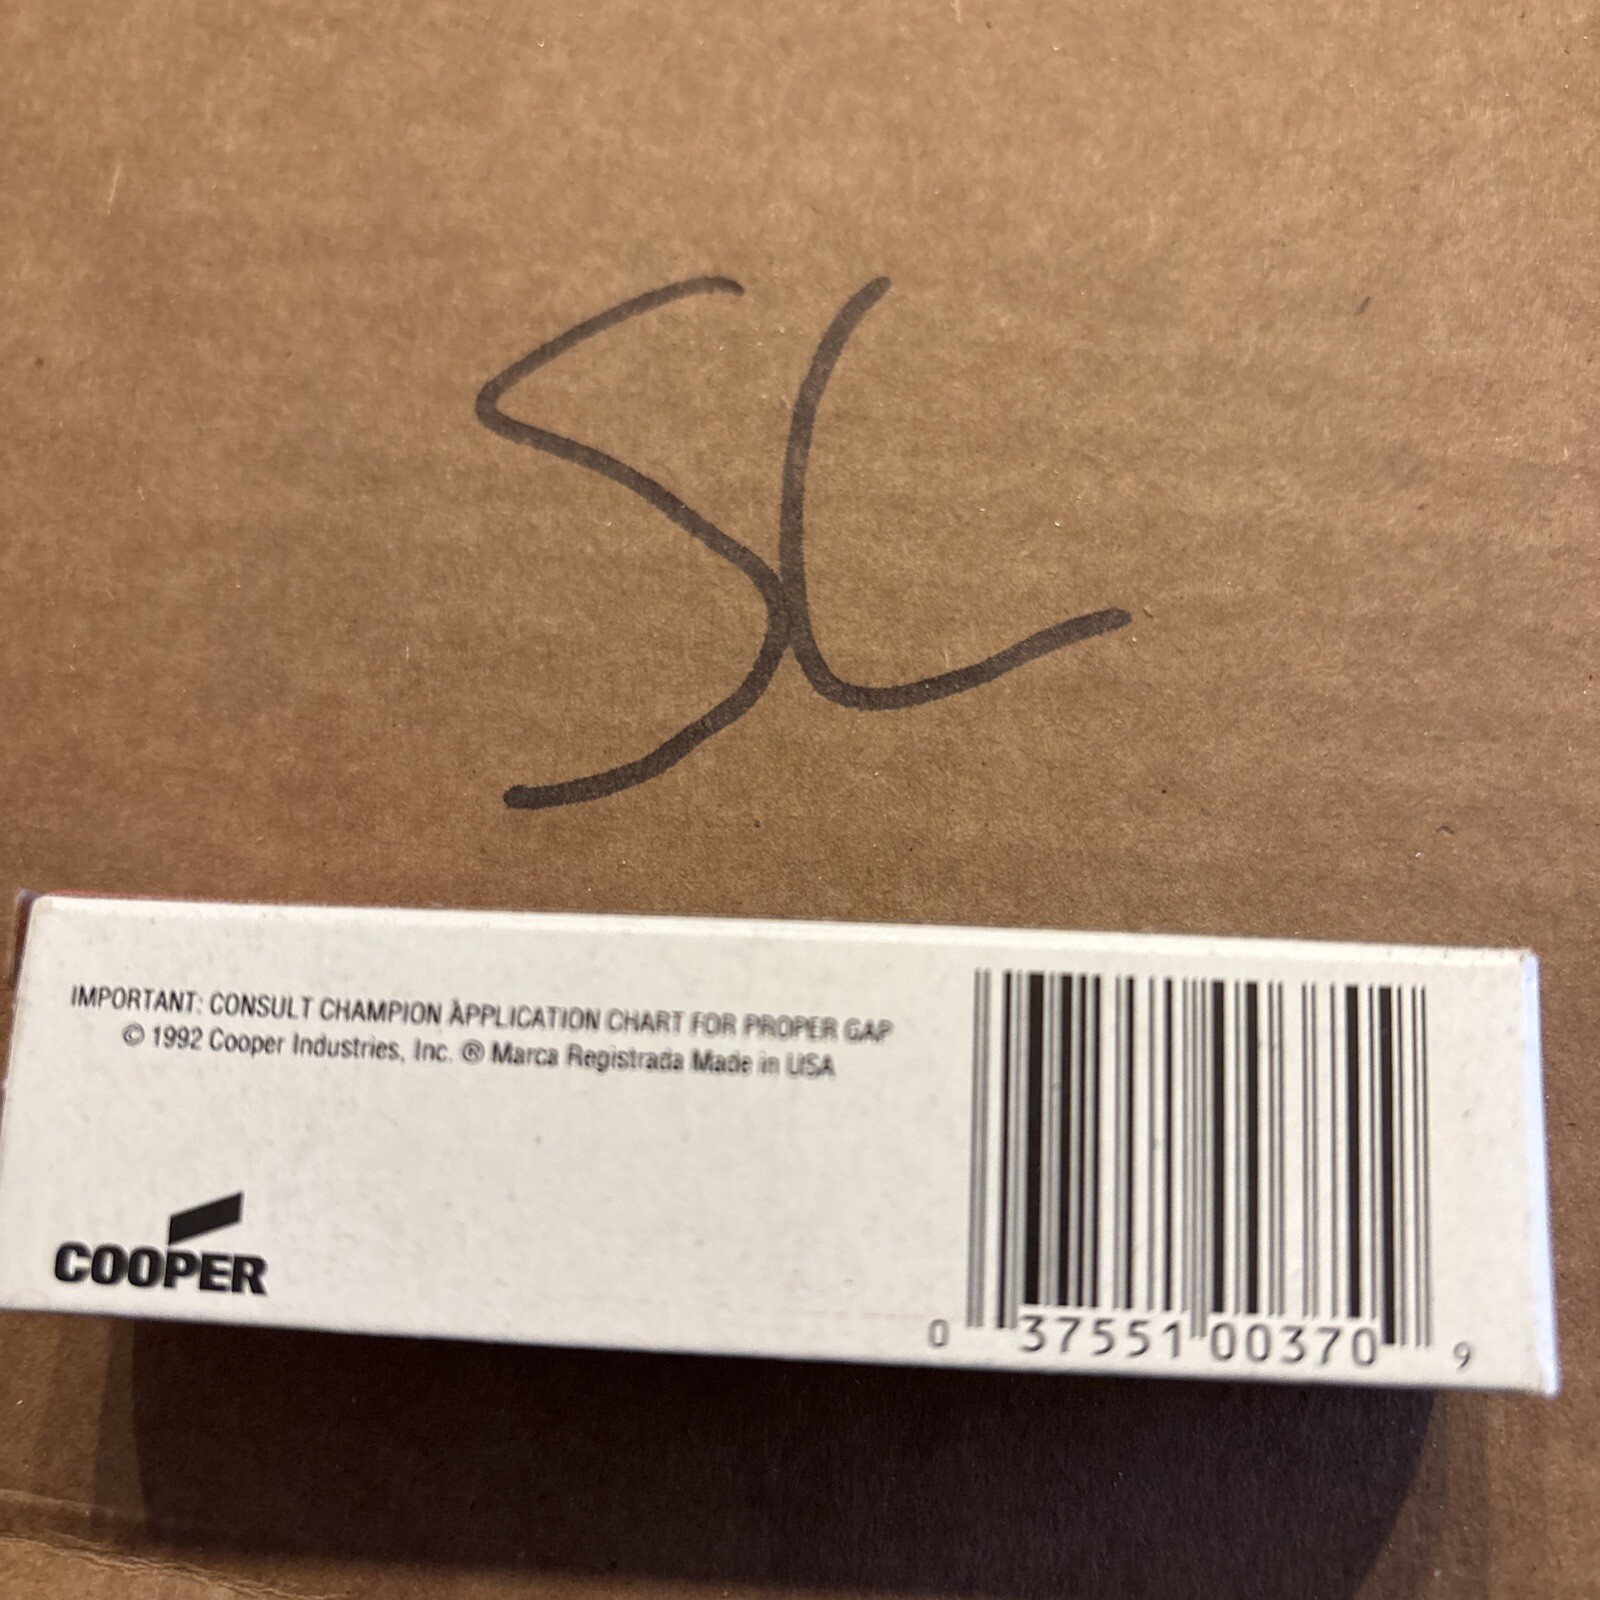 SL
IMPORTANT: CONSULT CHAMPION APPLICATION CHART FOR PROPER GAP
© 1992 Cooper Industries, Inc. ® Marca Registrada Made in USA
COOPER
0 37551 00370 9